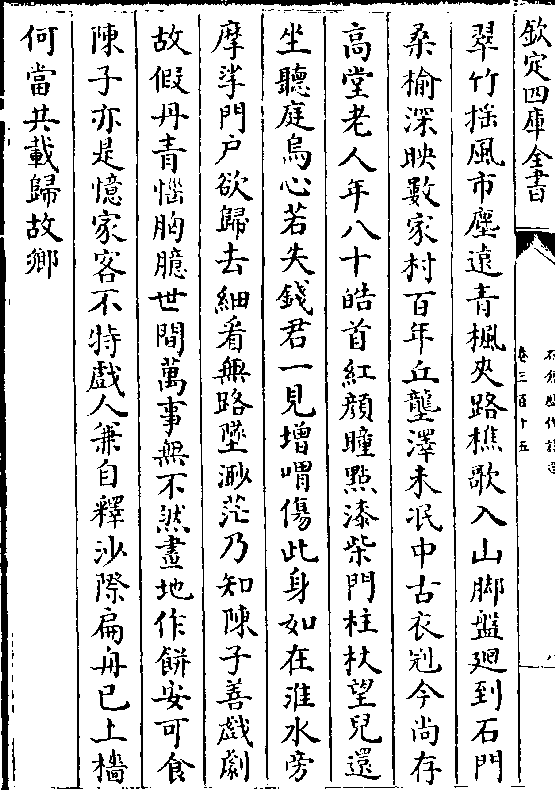 欽定四庫全書
卷三百十五
翠竹揺風市塵遠青楓夾路樵歌入山脚盤廻到石門
桑榆深映數家村百年丘壟澤未泯中古衣冠今尚存
高堂老人年八十皓首紅顔瞳點漆柴門柱杖望兒還
坐聽庭烏心若失錢君一見增喟傷此身如在淮水旁
摩挲門户欲歸去細看無路墜渺茫乃知陳子善戲劇
故假丹青惱胸臆世間萬事無不然畫地作餅安可食
陳子亦是憶家客不特戲人兼自釋沙際扁舟已上檣
何當共載歸故鄉